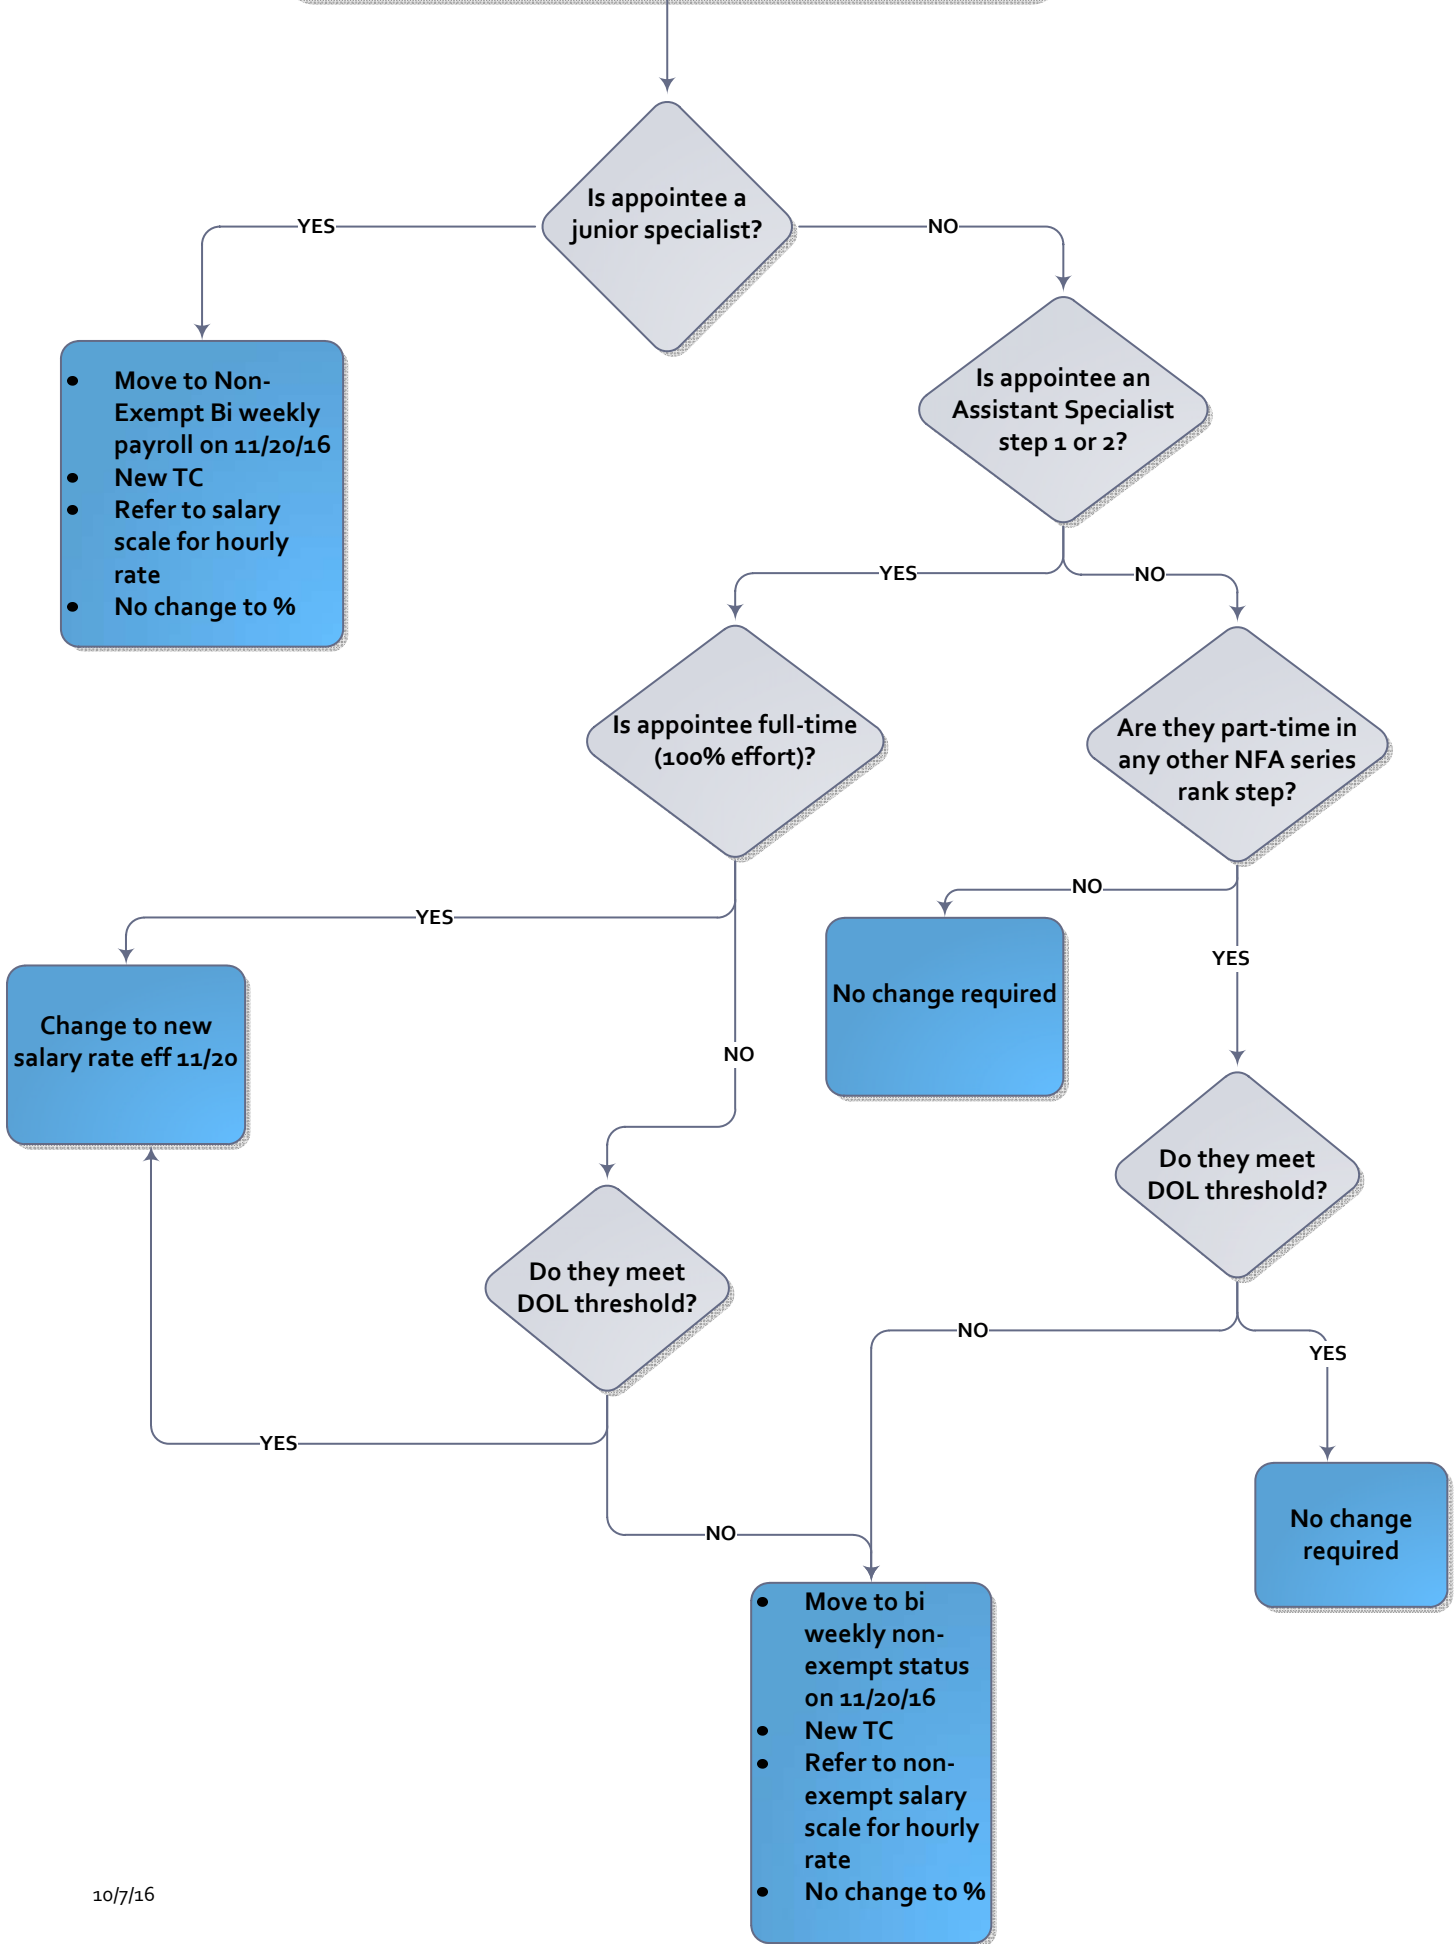 Is appointee a
junior specialist?
YES
NO
• Move to Non-
Exempt Bi weekly
payroll on 11/20/16
• New TC
• Refer to salary
scale for hourly
rate
• No change to %
Is appointee an
Assistant Specialist
step 1 or 2?
YES
NO
Is appointee full-time
(100% effort)?
Are they part-time in
any other NFA series
rank step?
YES
NO
NO
YES
Change to new
salary rate eff 11/20
No change required
Do they meet
DOL threshold?
Do they meet
DOL threshold?
NO
YES
YES
NO
No change
required
• Move to bi
weekly non-
exempt status
on 11/20/16
• New TC
• Refer to non-
exempt salary
scale for hourly
rate
• No change to %
10/7/16